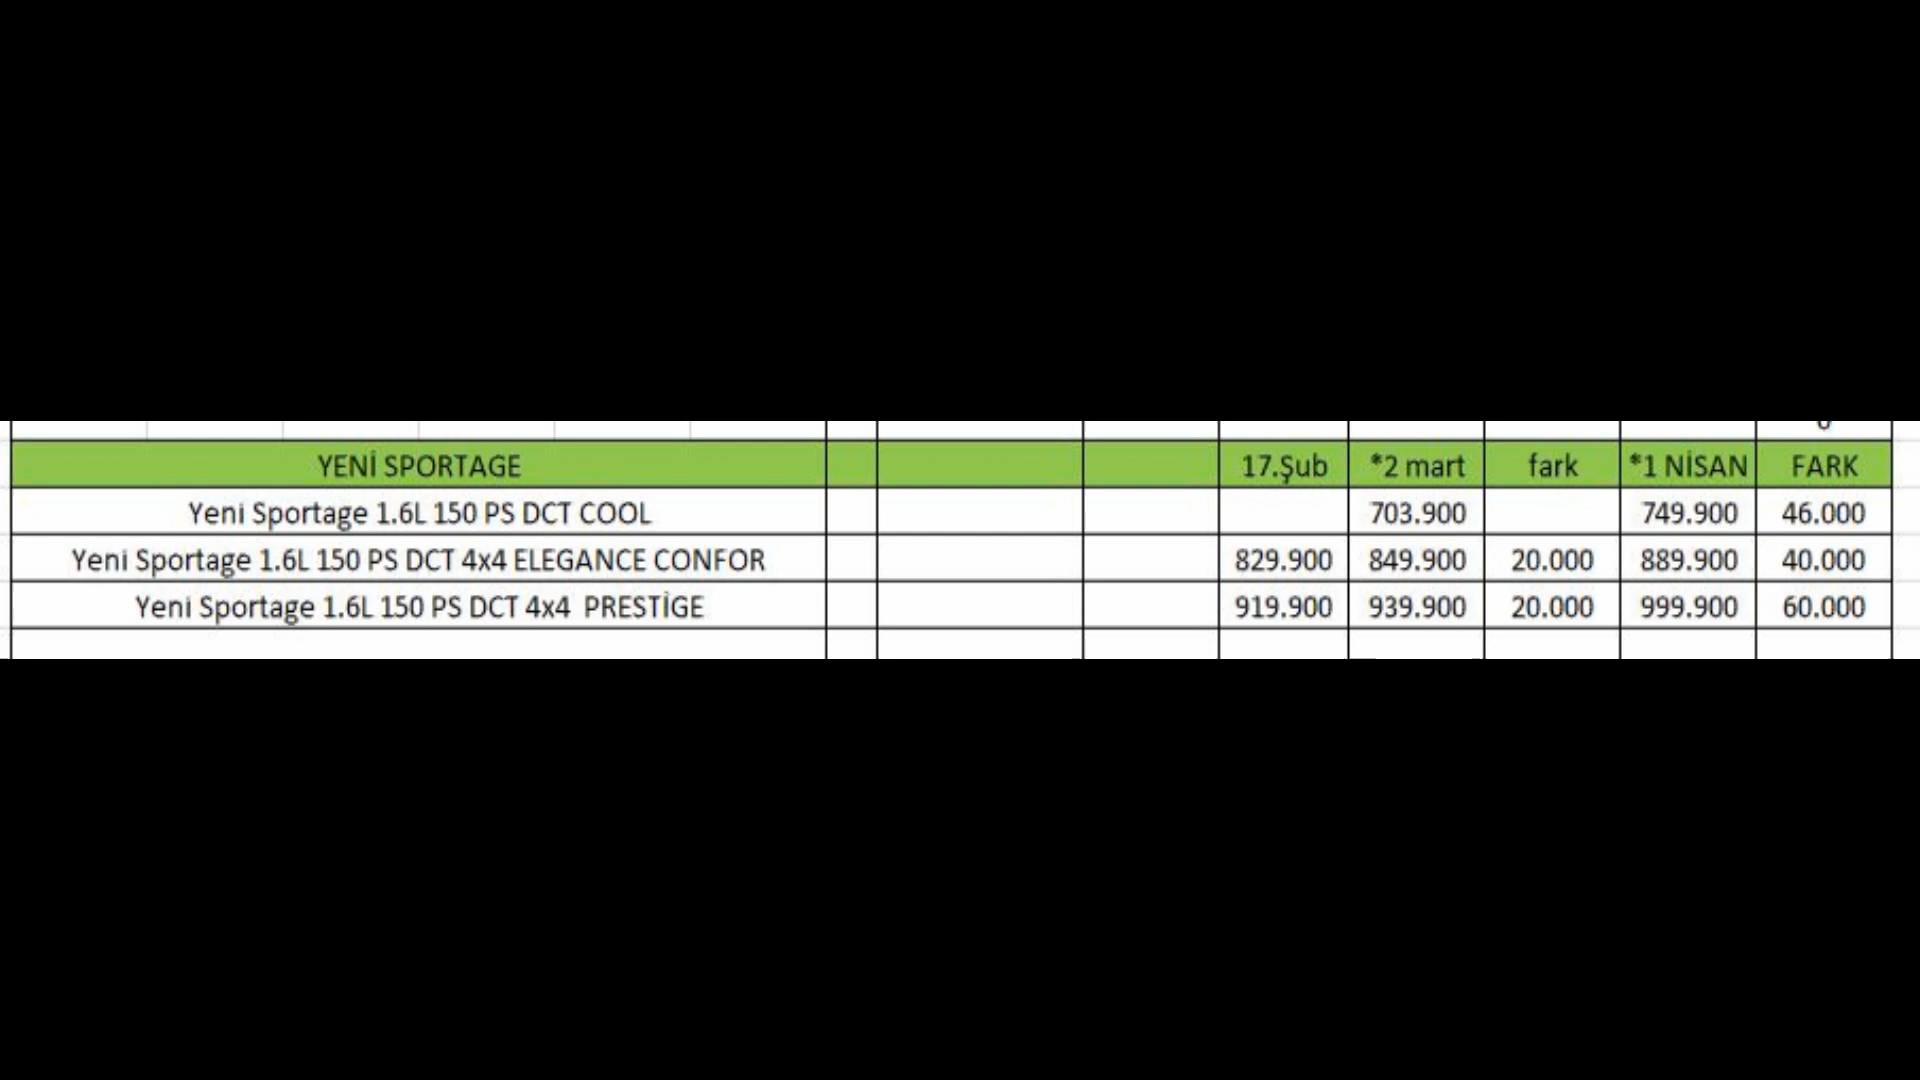 YENİ SPORTAGE 17.Şub *2 mart fark *1 NİSAN FARK
Yeni Sportage 1.6L 150 PS DCT COOL 703.900 749.900 46.000
Yeni Sportage 1.6L 150 PS DCT 4x4 ELEGANCE CONFOR 829.900 849.900 20.000 889.900 40.000
Yeni Sportage 1.6L 150 PS DCT 4x4 PRESTİGE 919.900 939.900 20.000 999.900 60.000